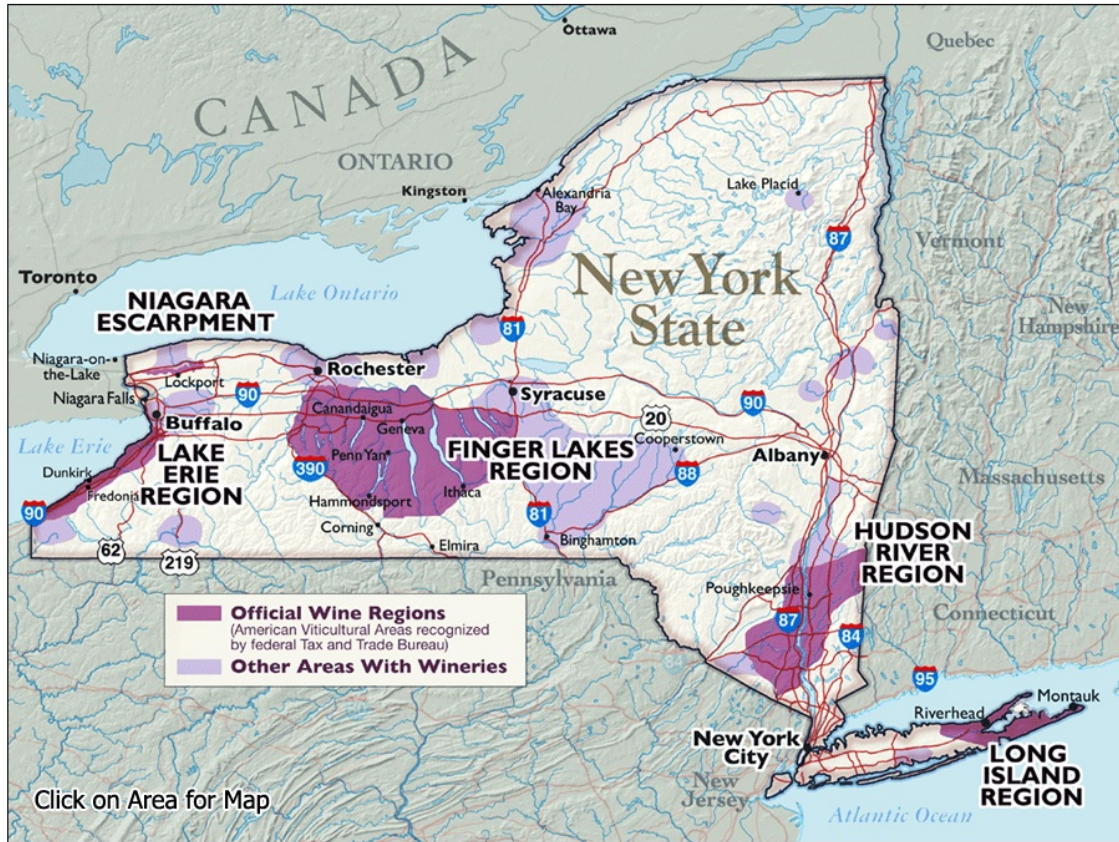 Ottawa
Quebec
CANADA
ONTARIO
Kingston
Alexandria
Bay
Lake Placid
87
Vermont
Toronto
Lake Ontario
NIAGARA
ESCARPMENT
New York
State
New
Hampshire
81
Niagara-on-
the-Lake
Lockport
Rochester
Niagara Falls
90
Syracuse
90
Buffalo
Canandaigua
Geneva
20
Cooperstown
Lake Erie
LAKE
ERIE
REGION
Penn Yan
FINGER LAKES
REGION
Albany
Dunkirk
Fredonia
390
88
Massachusetts
Hammondsport
Ithaca
90
Corning
81
62
219
Elmira
Binghamton
HUDSON
RIVER
REGION
Pennsylvania
Poughkeepsie
Connecticut
87
84
Official Wine Regions
(American Viticultural Areas recognized
by federal Tax and Trade Bureau)
Other Areas With Wineries
84
95
Riverhead
Montauk
New York
City
LONG
ISLAND
REGION
New
Jersey
Atlantic Ocean
Click on Area for Map